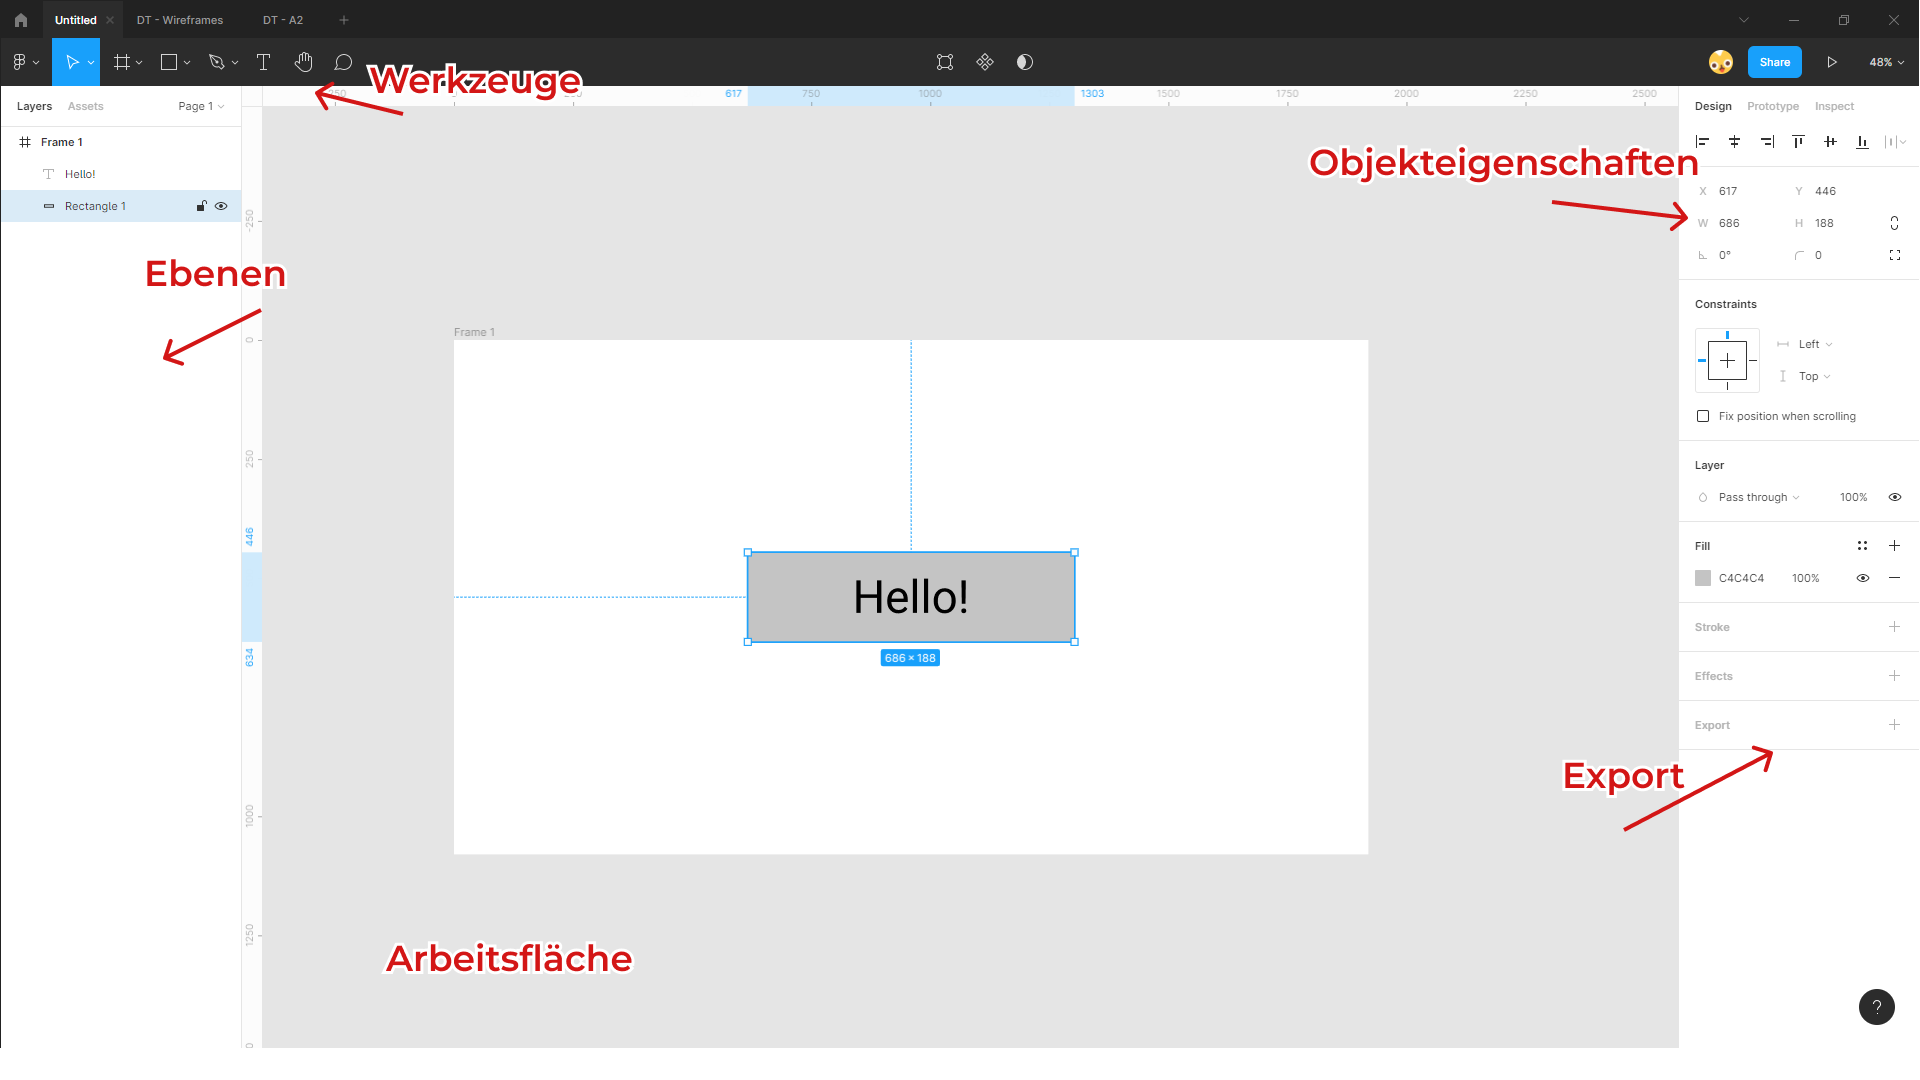 Untitled
DT - Wireframes
DT - A2
Share
48%
Werkzeuge
Layers
Assets
Page 1
617
750
1000
1303
1500
1750
2000
2250
2500
Design
Prototype
Inspect
Frame 1
Hello!
Rectangle 1
Objekteigenschaften
X 617
Y 446
W 686
H 188
0°
0
-250
Ebenen
Constraints
Left
Top
Fix position when scrolling
0
Frame 1
250
446
634
1000
1250
Hello!
686 × 188
Layer
Pass through
100%
Fill
C4C4C4
100%
Stroke
Effects
Export
Export
Arbeitsfläche
?